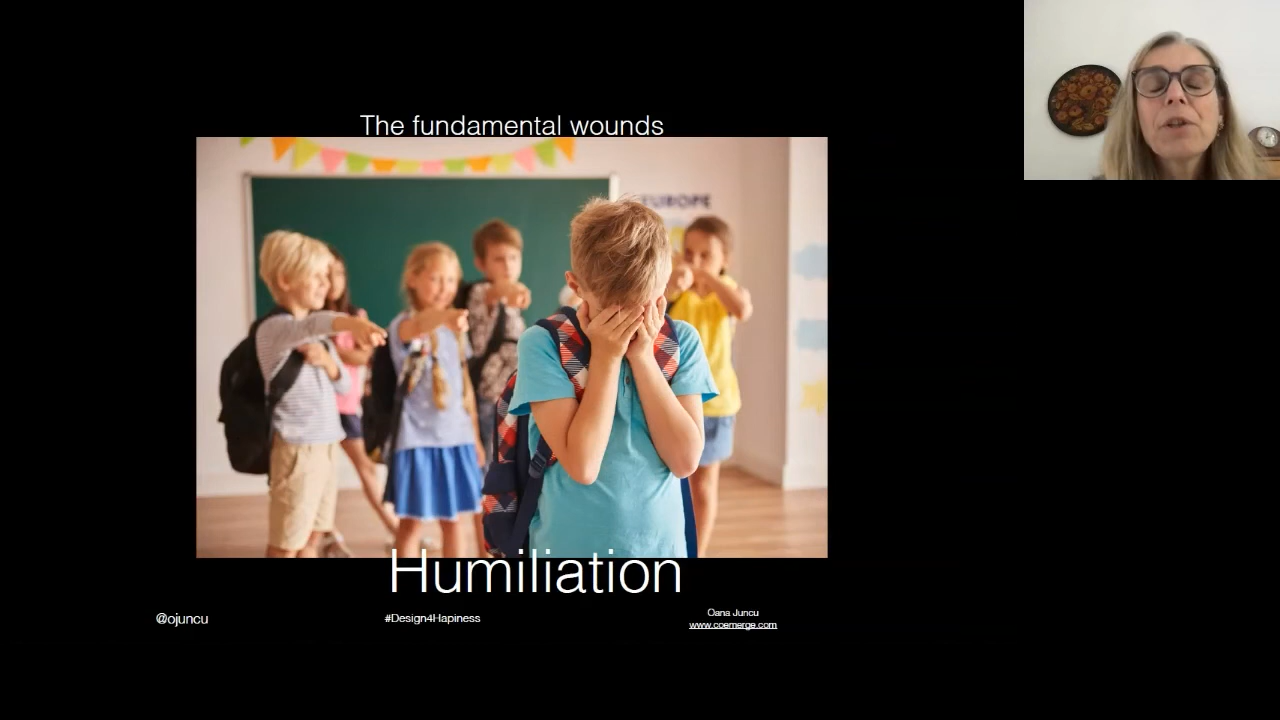 The fundamental wounds
EUROPE
Humiliation
@ojuncu
#Design4Hapiness
Oana Juncu
www.coemerge.com